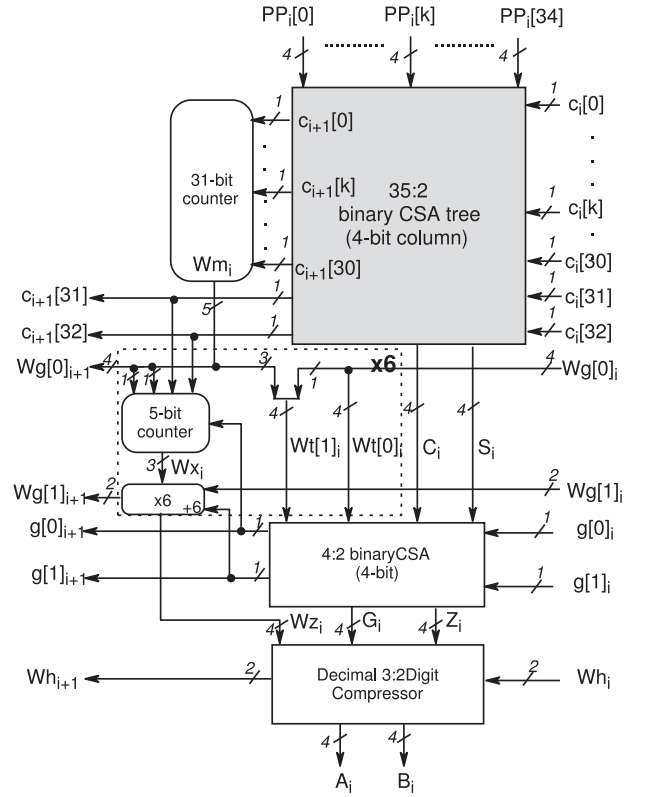 PPi[0] PPi[k] PPi[34]
4 4 4
1 ci+1[0] 1 ci[0]
31-bit counter
1 ci+1[k] 35:2 binary CSA tree (4-bit column) 1 ci[k]
Wmi 1 ci+1[30] 1 ci[30]
ci+1[31] 5 1 1 ci[31]
ci+1[32] 1 1 ci[32]
Wg[0]i+1 4 1 1 3 1 x6 4 Wg[0]i
5-bit counter
4 Wt[1]i 4 Wt[0]i 4 Ci 4 Si
3 Wxi
Wg[1]i+1 2 x6 +6 2 Wg[1]i
g[0]i+1 1 4:2 binaryCSA (4-bit) 1 g[0]i
g[1]i+1 1 1 g[1]i
4 Wzi 4 Gi 4 Zi
Whi+1 2 Decimal 3:2Digit Compressor 2 Whi
4 4
Ai Bi